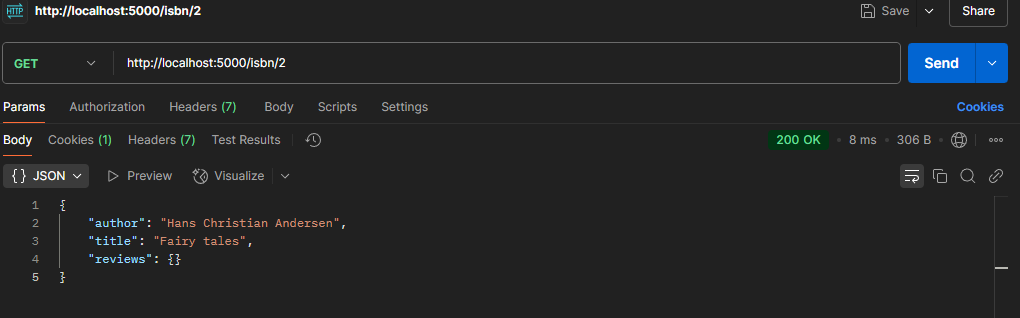 HTTP http://localhost:5000/isbn/2 Save Share
GET http://localhost:5000/isbn/2 Send
Params Authorization Headers (7) Body Scripts Settings Cookies
Body Cookies (1) Headers (7) Test Results 200 OK 8 ms 306 B
{} JSON Preview Visualize
1 {
2 "author": "Hans Christian Andersen",
3 "title": "Fairy tales",
4 "reviews": {}
5 }